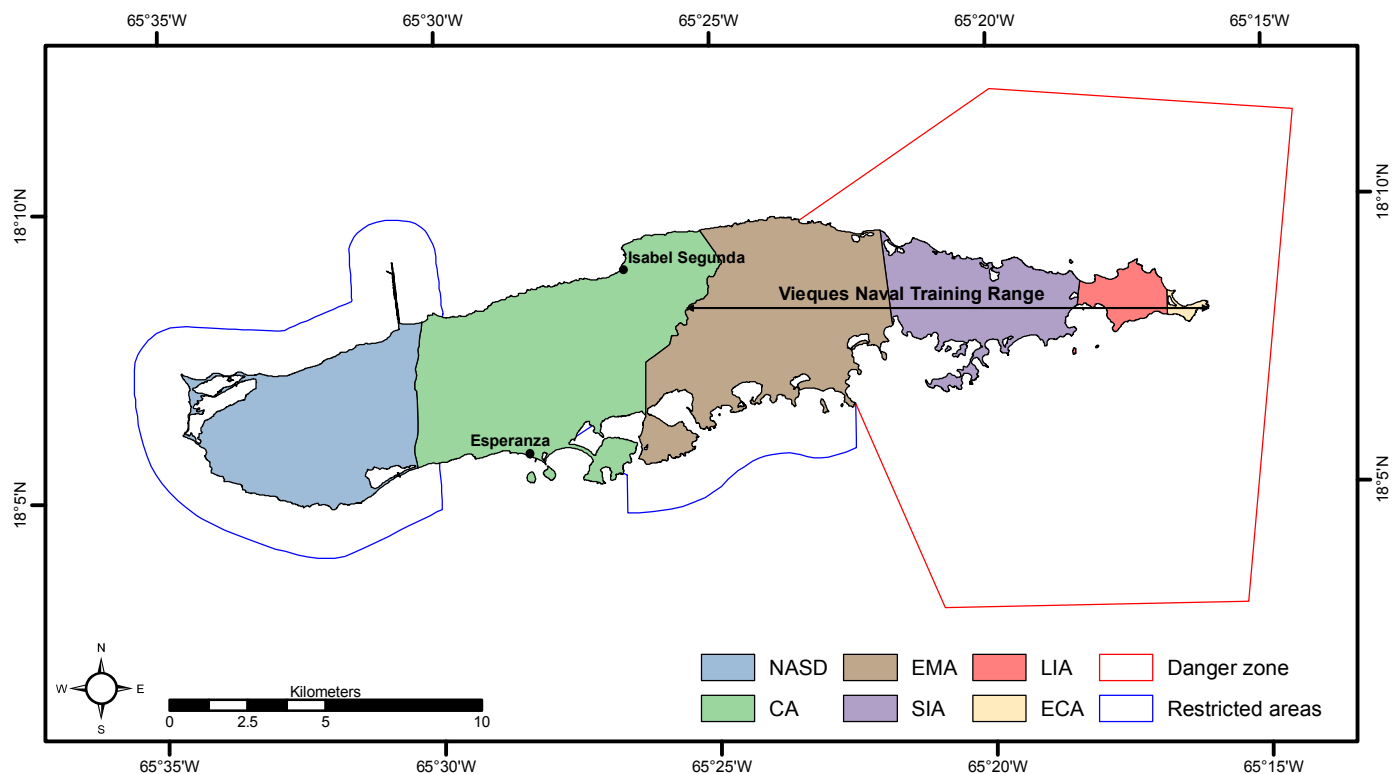 65°35'W 65°30'W 65°25'W 65°20'W 65°15'W
18°10'N
18°10'N
Isabel Segunda
Vieques Naval Training Range
Esperanza
18°5'N
18°5'N
N
W E
S
Kilometers
0 2.5 5 10
NASD EMA LIA Danger zone
CA SIA ECA Restricted areas
65°35'W 65°30'W 65°25'W 65°20'W 65°15'W